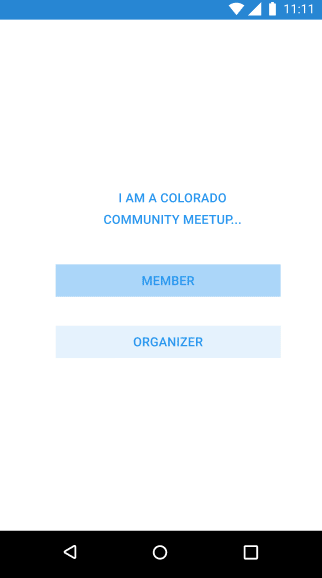 11:11
I AM A COLORADO
COMMUNITY MEETUP...
MEMBER
ORGANIZER